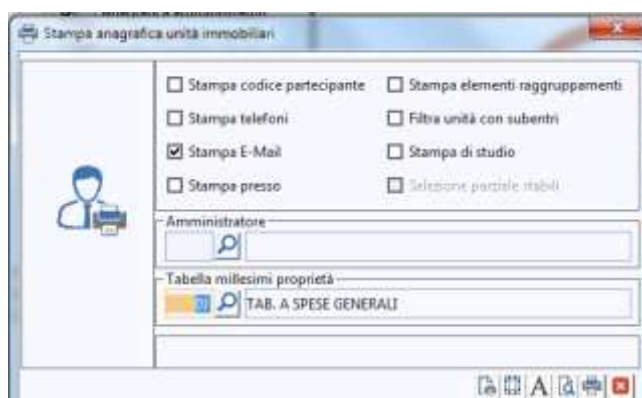 Stampa anagrafica unità immobiliari
Stampa codice partecipante
Stampa elementi raggruppamenti
Stampa telefoni
Filtra unità con subentri
Stampa E-Mail
Stampa di studio
Stampa presso
Selezione parziale stabili
Amministratore
Tabella millesimi proprietà
TAB. A SPESE GENERALI
A